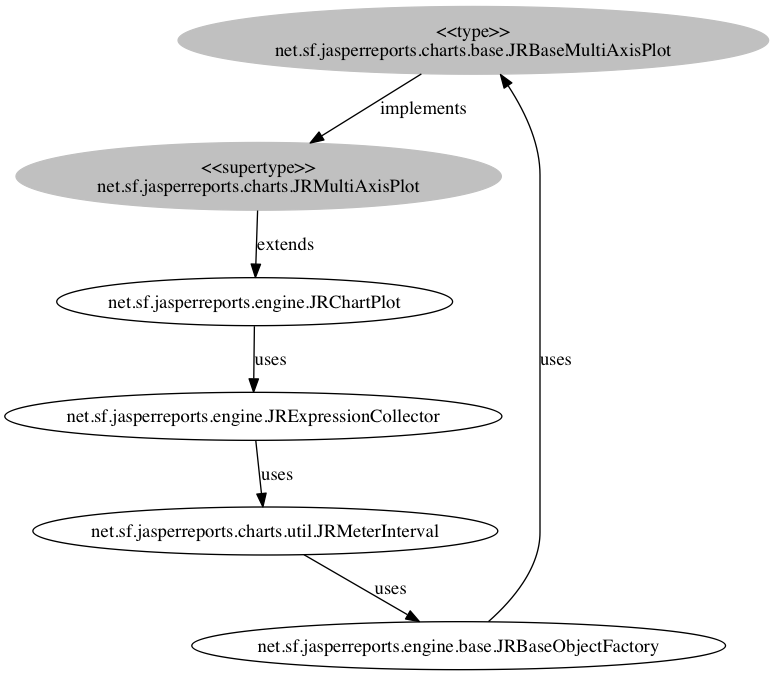 <<type>>
net.sf.jasperreports.charts.base.JRBaseMultiAxisPlot
implements
<<supertype>>
net.sf.jasperreports.charts.JRMultiAxisPlot
extends
net.sf.jasperreports.engine.JRChartPlot
uses
uses
net.sf.jasperreports.engine.JRExpressionCollector
uses
net.sf.jasperreports.charts.util.JRMeterInterval
uses
net.sf.jasperreports.engine.base.JRBaseObjectFactory